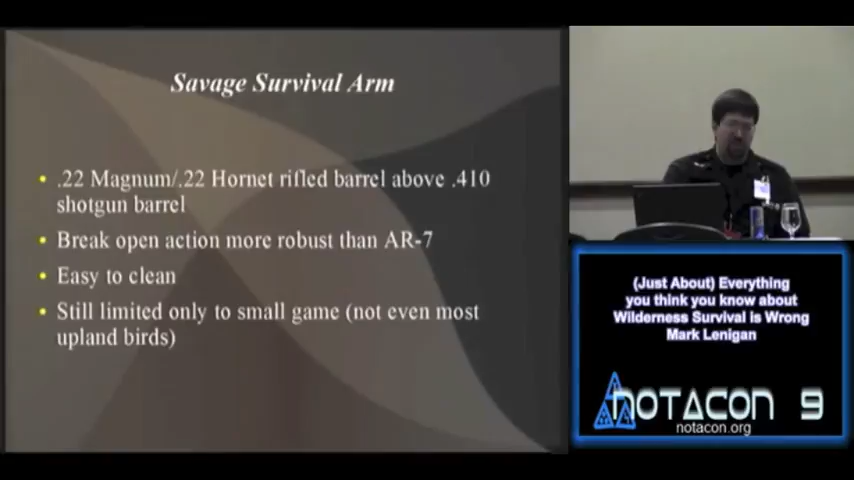 Savage Survival Arm
.22 Magnum/.22 Hornet rifled barrel above .410
shotgun barrel
Break open action more robust than AR-7
Easy to clean
Still limited only to small game (not even most
upland birds)
(Just About) Everything
you think you know about
Wilderness Survival is Wrong
Mark Lenigan
NOTACON 9
notacon.org